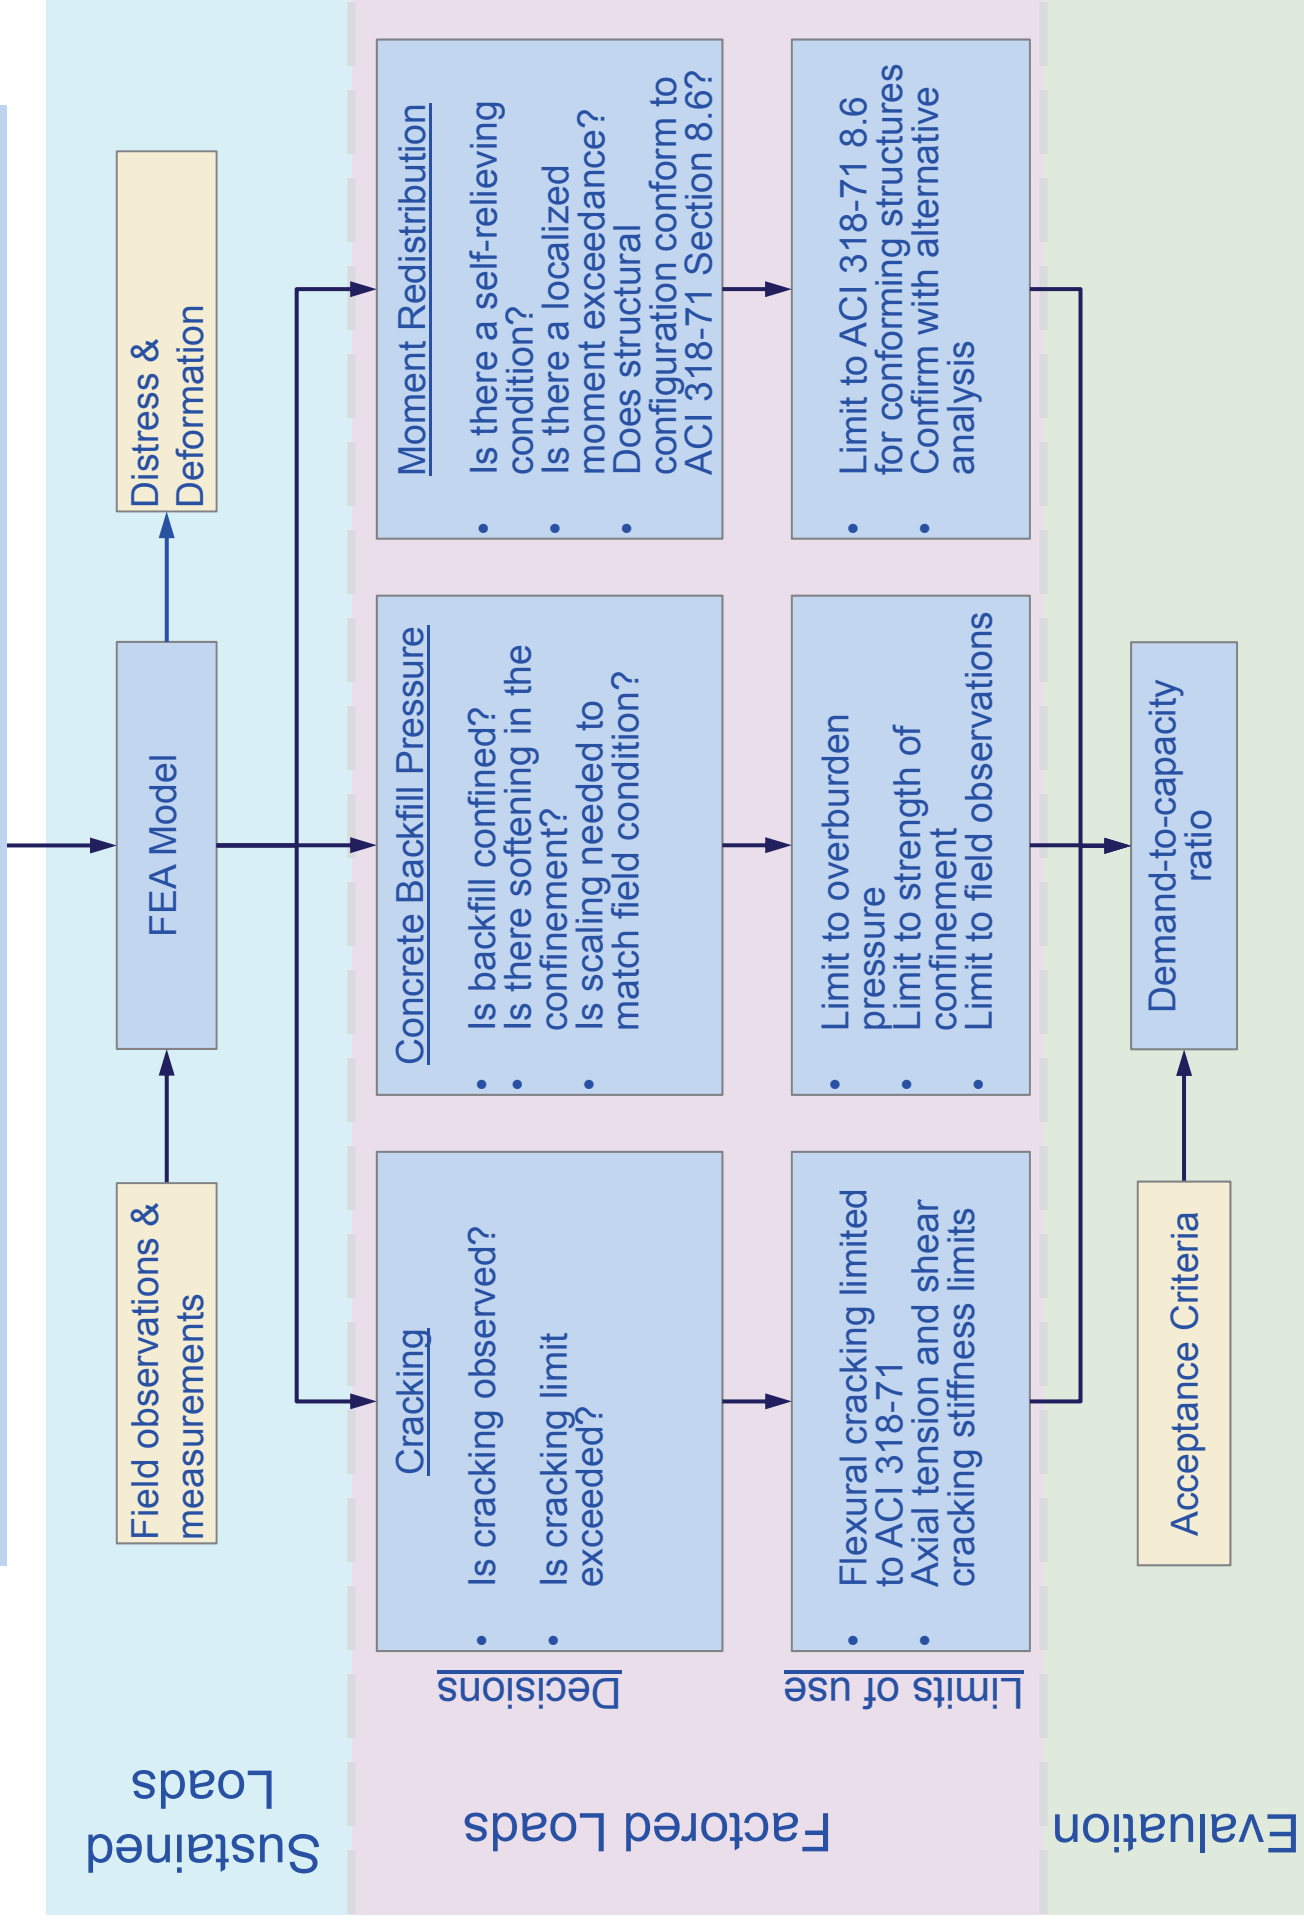 Sustained
Loads
Field observations &
measurements
FEA Model
Distress &
Deformation
Factored Loads
Decisions
Cracking
• Is cracking observed?
• Is cracking limit
exceeded?
Concrete Backfill Pressure
• Is backfill confined?
• Is there softening in the
confinement?
• Is scaling needed to
match field condition?
Moment Redistribution
• Is there a self-relieving
condition?
• Is there a localized
moment exceedance?
• Does structural
configuration conform to
ACI 318-71 Section 8.6?
Limits of use
• Flexural cracking limited
to ACI 318-71
• Axial tension and shear
cracking stiffness limits
• Limit to overburden
pressure
• Limit to strength of
confinement
• Limit to field observations
• Limit to ACI 318-71 8.6
for conforming structures
• Confirm with alternative
analysis
Evaluation
Acceptance Criteria
Demand-to-capacity
ratio